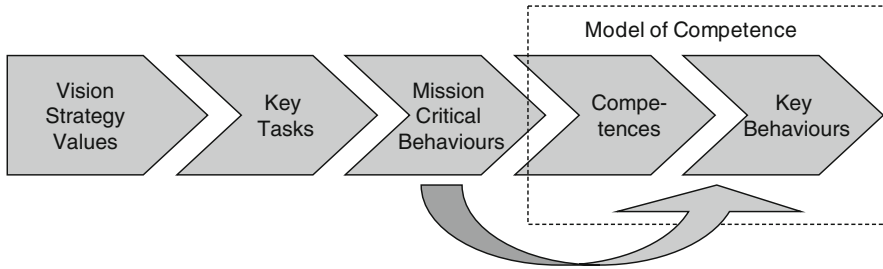 Model of Competence
Vision
Strategy
Values
Key
Tasks
Mission
Critical
Behaviours
Compe-
tences
Key
Behaviours